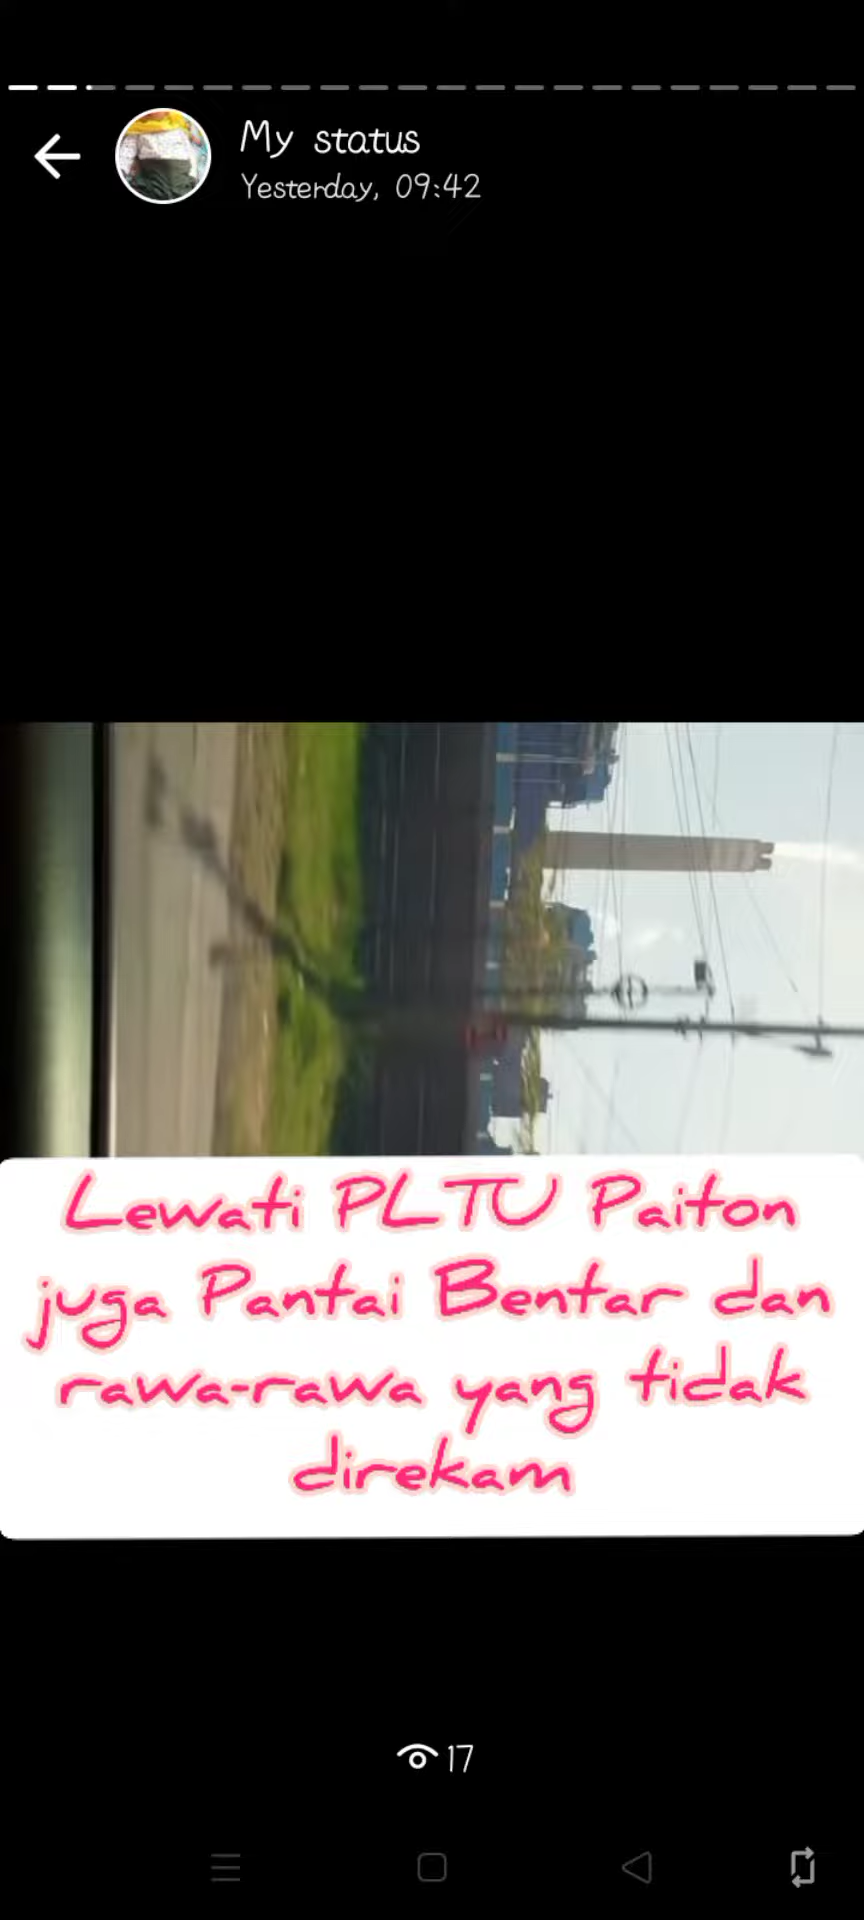 My status
Yesterday, 09:42
Lewati PLTU Paiton
juga Pantai Bentar dan
rawa-rawa yang tidak
direkam
17